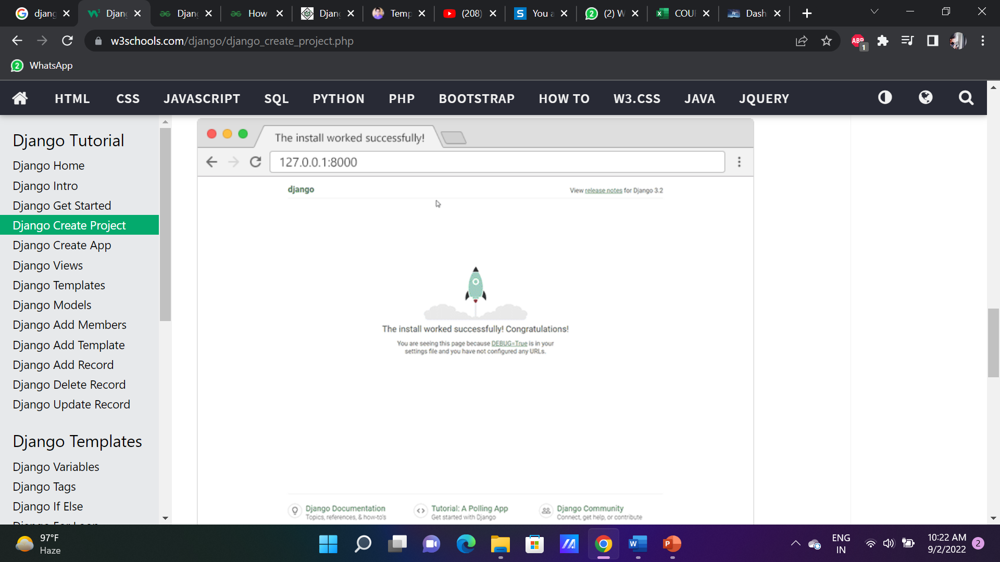 djang
Djan
Djan
How
Djan
Temp
(208)
You a
(2) W
COU
Dash
w3schools.com/django/django_create_project.php
ABP
1
2 WhatsApp
HTML CSS JAVASCRIPT SQL PYTHON PHP BOOTSTRAP HOW TO W3.CSS JAVA JQUERY
Django Tutorial
Django Home
Django Intro
Django Get Started
Django Create Project
Django Create App
Django Views
Django Templates
Django Models
Django Add Members
Django Add Template
Django Add Record
Django Delete Record
Django Update Record
Django Templates
Django Variables
Django Tags
Django If Else
Django For Loop
The install worked successfully!
127.0.0.1:8000
django
View release notes for Django 3.2
The install worked successfully! Congratulations!
You are seeing this page because DEBUG=True is in your
settings file and you have not configured any URLs.
Django Documentation
Topics, references, & how-to's
Tutorial: A Polling App
Get started with Django
Django Community
Connect, get help, or contribute
97°F
Haze
ENG
IN
10:22 AM
9/2/2022
2